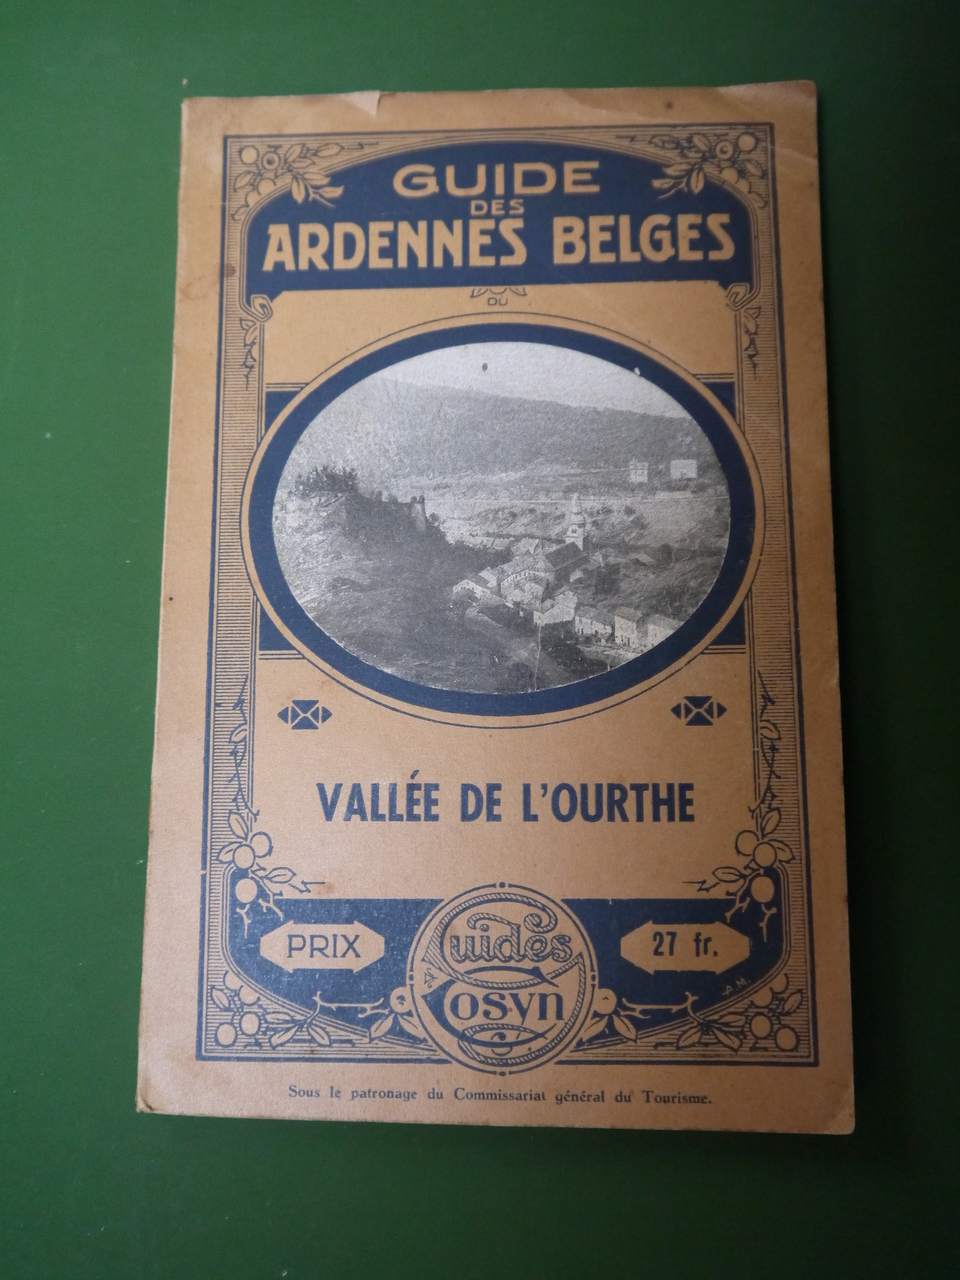 GUIDE
DES
ARDENNES BELGES
DU
VALLÉE DE L'OURTHE
PRIX
Guides
Cosyn
27 fr.
A.M.
Sous le patronage du Commissariat général du Tourisme.